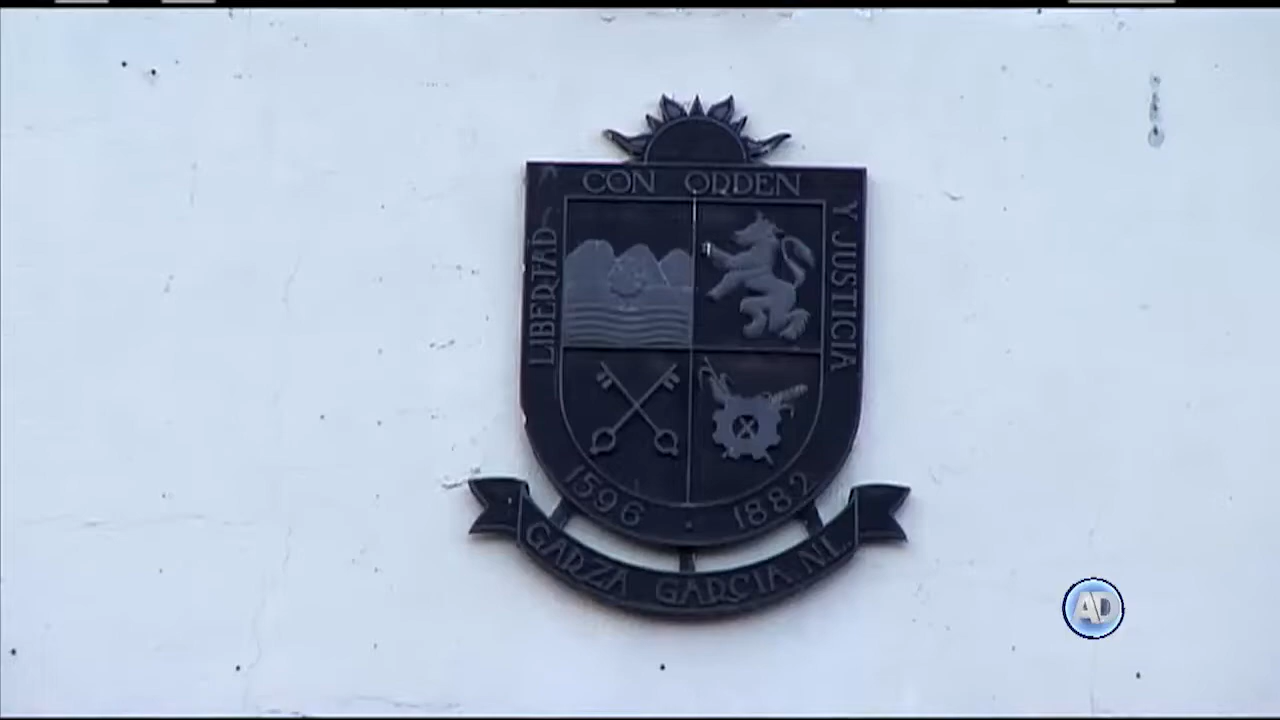 LIBERTAD
CON ORDEN
Y JUSTICIA
1596 · 1882
GARZA GARCIA N.L.
AD